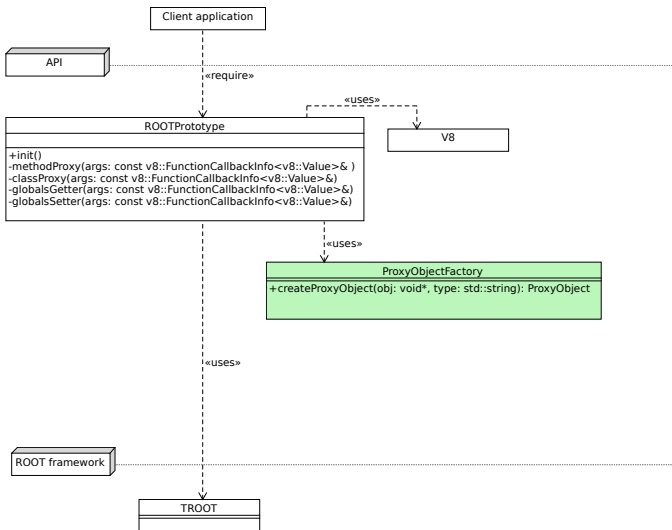 Client application
API
«require»
«uses»
ROOTPrototype
V8
+init()
-methodProxy(args: const v8::FunctionCallbackInfo<v8::Value>& )
-classProxy(args: const v8::FunctionCallbackInfo<v8::Value>&)
-globalsGetter(args: const v8::FunctionCallbackInfo<v8::Value>&)
-globalsSetter(args: const v8::FunctionCallbackInfo<v8::Value>&)
«uses»
ProxyObjectFactory
+createProxyObject(obj: void*, type: std::string): ProxyObject
«uses»
ROOT framework
TROOT